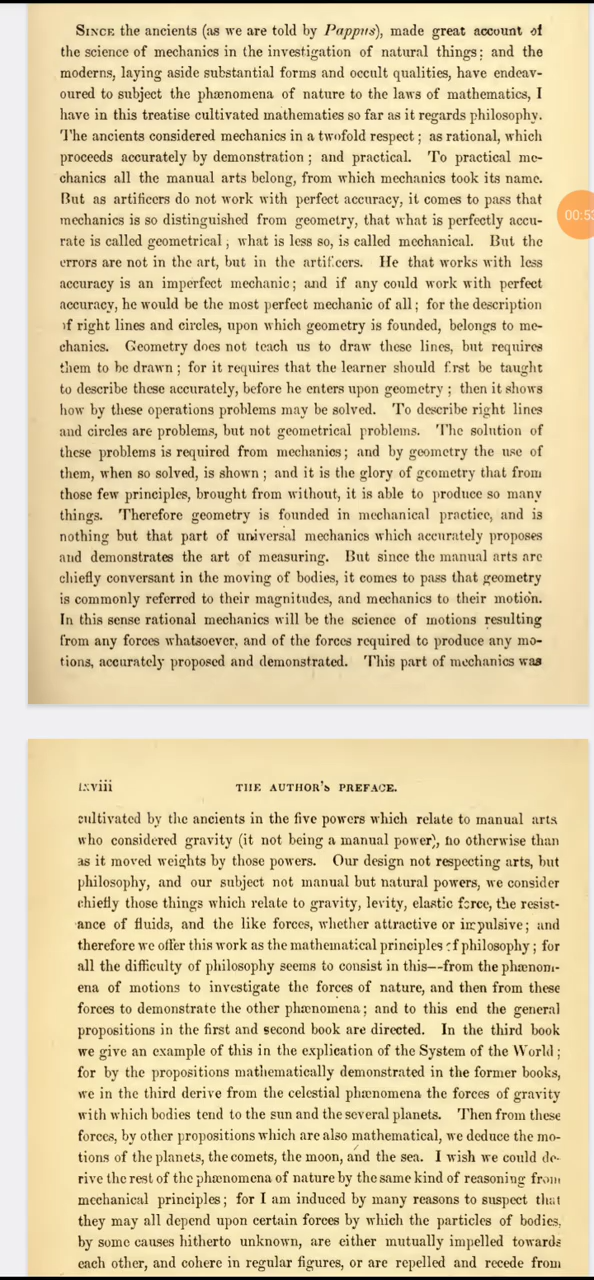 SINCE the ancients (as we are told by Pappus), made great account of
the science of mechanics in the investigation of natural things; and the
moderns, laying aside substantial forms and occult qualities, have endeav-
oured to subject the phænomena of nature to the laws of mathematics, I
have in this treatise cultivated mathematics so far as it regards philosophy.
The ancients considered mechanics in a twofold respect; as rational, which
proceeds accurately by demonstration; and practical. To practical me-
chanics all the manual arts belong, from which mechanics took its name.
But as artificers do not work with perfect accuracy, it comes to pass that
mechanics is so distinguished from geometry, that what is perfectly accu-
rate is called geometrical, what is less so, is called mechanical. But the
errors are not in the art, but in the artificers. He that works with less
accuracy is an imperfect mechanic; and if any could work with perfect
accuracy, he would be the most perfect mechanic of all; for the description
of right lines and circles, upon which geometry is founded, belongs to me-
chanics. Geometry does not teach us to draw these lines, but requires
them to be drawn; for it requires that the learner should first be taught
to describe these accurately, before he enters upon geometry; then it shows
how by these operations problems may be solved. To describe right lines
and circles are problems, but not geometrical problems. The solution of
these problems is required from mechanics; and by geometry the use of
them, when so solved, is shown; and it is the glory of geometry that from
those few principles, brought from without, it is able to produce so many
things. Therefore geometry is founded in mechanical practice, and is
nothing but that part of universal mechanics which accurately proposes
and demonstrates the art of measuring. But since the manual arts are
chiefly conversant in the moving of bodies, it comes to pass that geometry
is commonly referred to their magnitudes, and mechanics to their motion.
In this sense rational mechanics will be the science of motions resulting
from any forces whatsoever, and of the forces required to produce any mo-
tions, accurately proposed and demonstrated. This part of mechanics was
lxviii THE AUTHOR'S PREFACE.
cultivated by the ancients in the five powers which relate to manual arts
who considered gravity (it not being a manual power), no otherwise than
as it moved weights by those powers. Our design not respecting arts, but
philosophy, and our subject not manual but natural powers, we consider
chiefly those things which relate to gravity, levity, elastic force, the resist-
ance of fluids, and the like forces, whether attractive or impulsive; and
therefore we offer this work as the mathematical principles of philosophy; for
all the difficulty of philosophy seems to consist in this--from the phænom-
ena of motions to investigate the forces of nature, and then from these
forces to demonstrate the other phænomena; and to this end the general
propositions in the first and second book are directed. In the third book
we give an example of this in the explication of the System of the World;
for by the propositions mathematically demonstrated in the former books,
we in the third derive from the celestial phænomena the forces of gravity
with which bodies tend to the sun and the several planets. Then from these
forces, by other propositions which are also mathematical, we deduce the mo-
tions of the planets, the comets, the moon, and the sea. I wish we could de-
rive the rest of the phænomena of nature by the same kind of reasoning from
mechanical principles; for I am induced by many reasons to suspect that
they may all depend upon certain forces by which the particles of bodies,
by some causes hitherto unknown, are either mutually impelled towards
each other, and cohere in regular figures, or are repelled and recede from